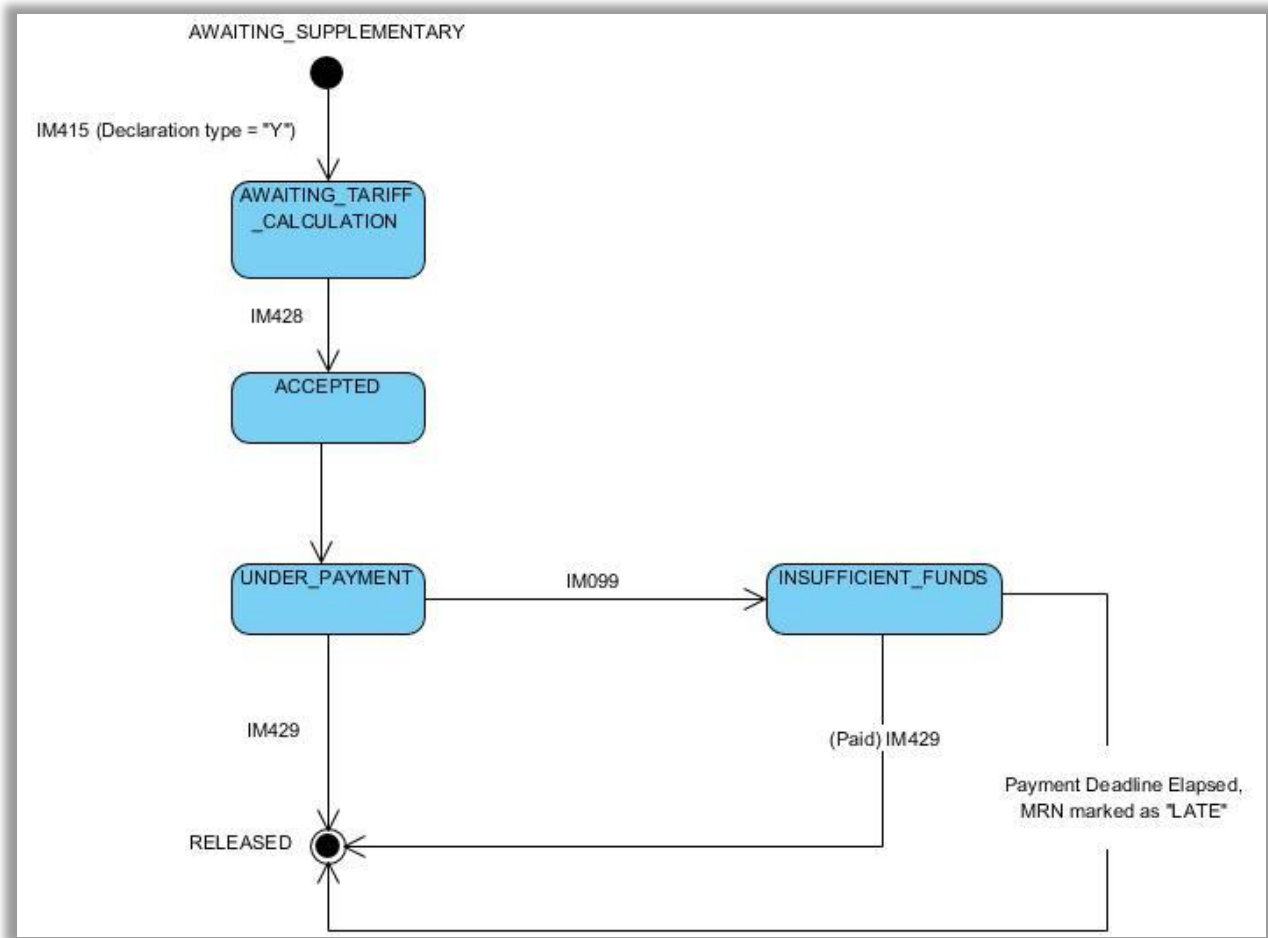 AWAITING_SUPPLEMENTARY
IM415 (Declaration type = "Y")
AWAITING_TARIFF
_CALCULATION
IM428
ACCEPTED
UNDER_PAYMENT
IM099
INSUFFICIENT_FUNDS
IM429
(Paid) IM429
Payment Deadline Elapsed,
MRN marked as "LATE"
RELEASED